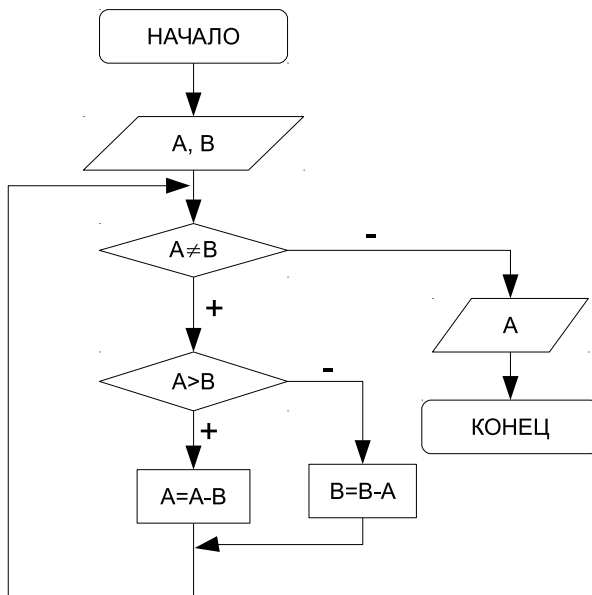 НАЧАЛО
A, B
A≠B
-
+
A
A>B
-
+
КОНЕЦ
A=A-B
B=B-A